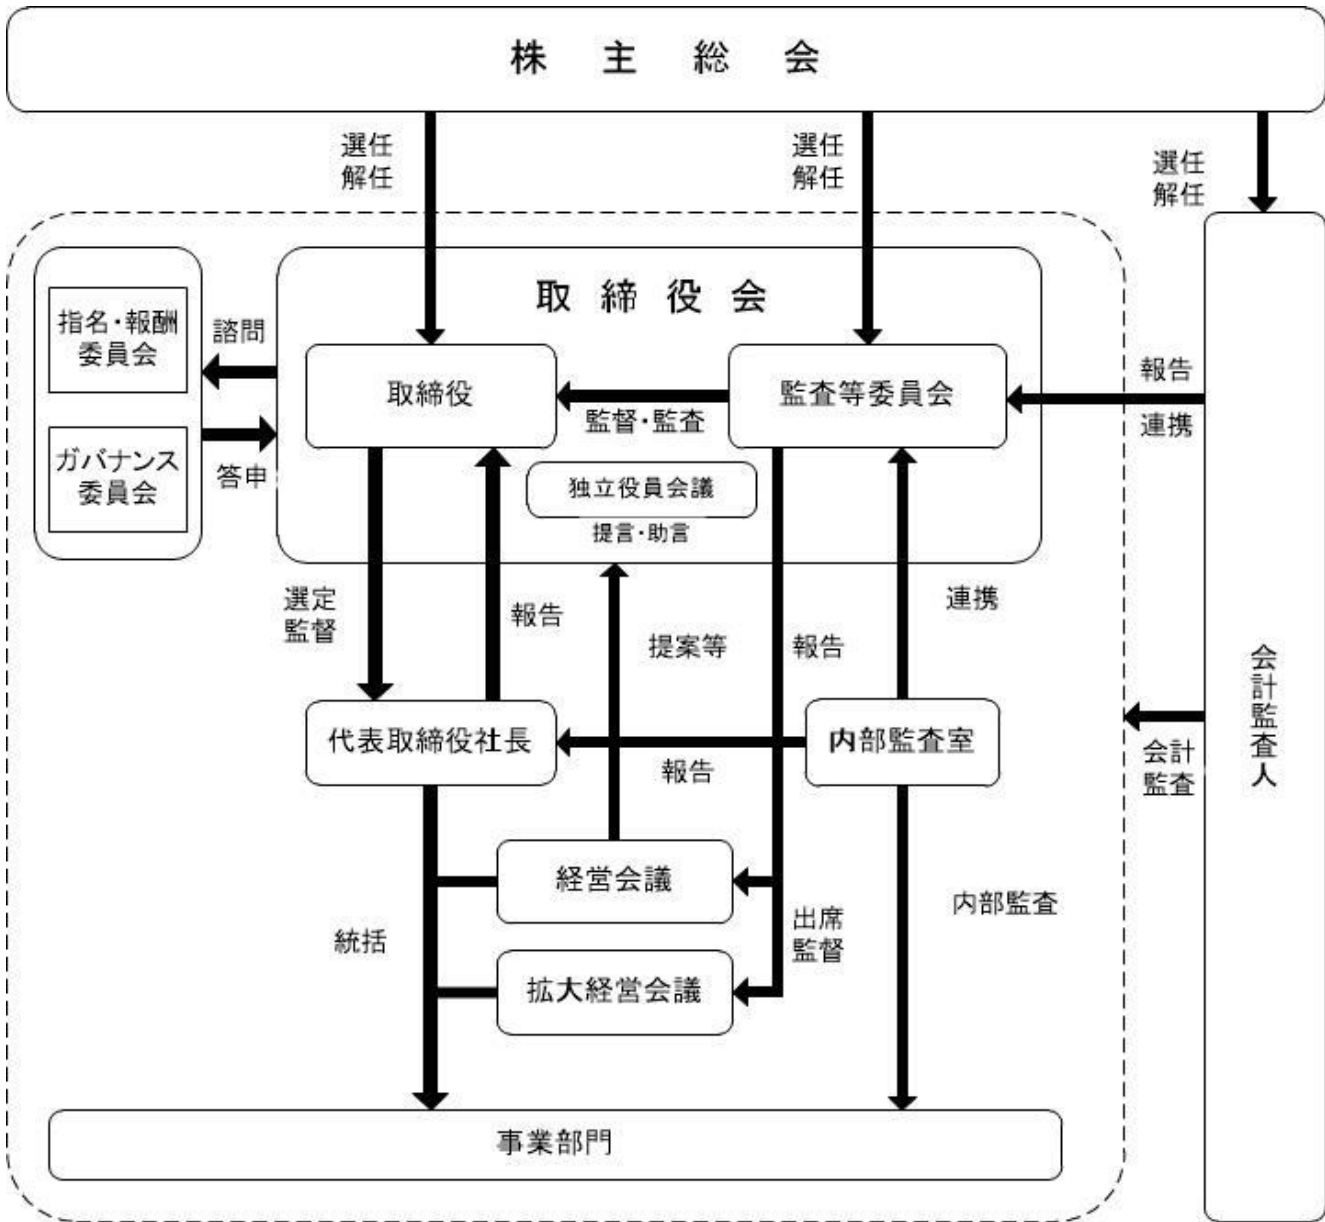 株主総会
選任
解任
選任
解任
選任
解任
取締役会
指名・報酬
委員会
諮問
取締役
監督・監査
監査等委員会
報告
連携
ガバナンス
委員会
答申
独立役員会議
提言・助言
選定
監督
報告
提案等
報告
連携
代表取締役社長
報告
内部監査室
会計
監査
会計監査人
経営会議
統括
出席
監督
内部監査
拡大経営会議
事業部門